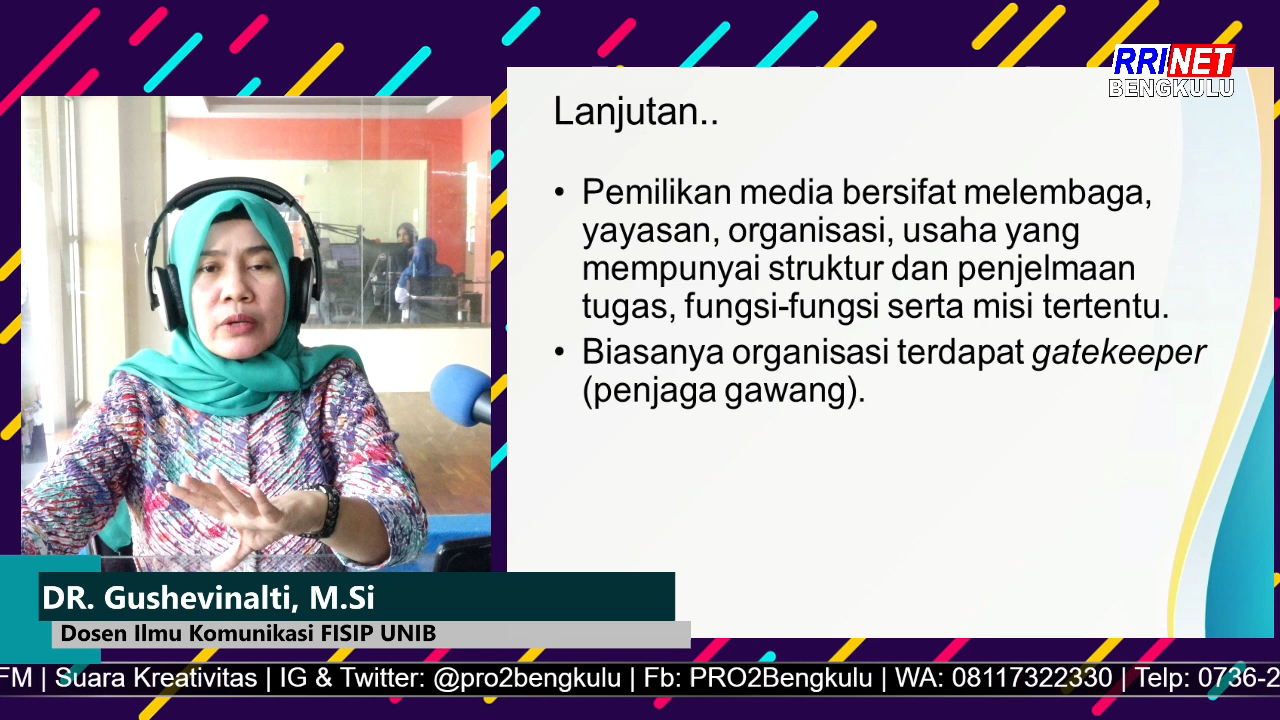 RRINET
BENGKULU
Lanjutan..
• Pemilikan media bersifat melembaga,
yayasan, organisasi, usaha yang
mempunyai struktur dan penjelmaan
tugas, fungsi-fungsi serta misi tertentu.
• Biasanya organisasi terdapat gatekeeper
(penjaga gawang).
DR. Gushevinalti, M.Si
Dosen Ilmu Komunikasi FISIP UNIB
FM | Suara Kreativitas | IG & Twitter: @pro2bengkulu | Fb: PRO2Bengkulu | WA: 08117322330 | Telp: 0736-2